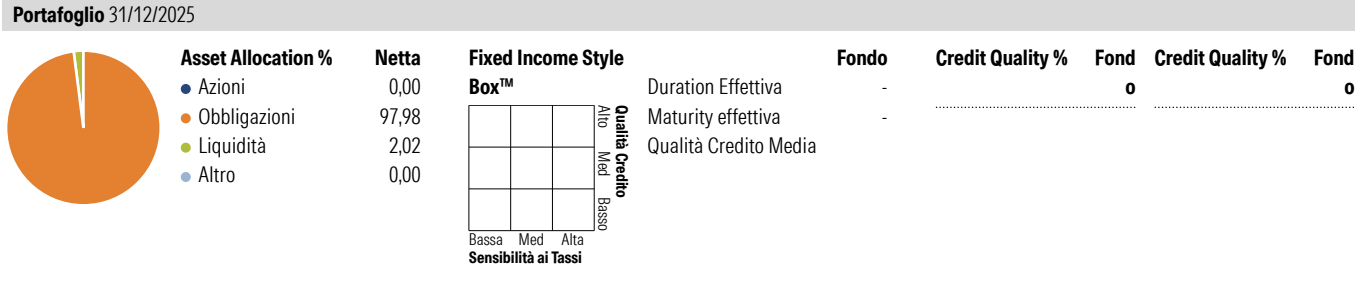 Portafoglio 31/12/2025
Asset Allocation % Netta
Azioni 0,00
Obbligazioni 97,98
Liquidità 2,02
Altro 0,00
Fixed Income Style
Box™
Alto Med Basso
Qualità Credito
Bassa Med Alta
Sensibilità ai Tassi
Fondo
Duration Effettiva -
Maturity effettiva -
Qualità Credito Media
Credit Quality % Fond
o
Credit Quality % Fond
o